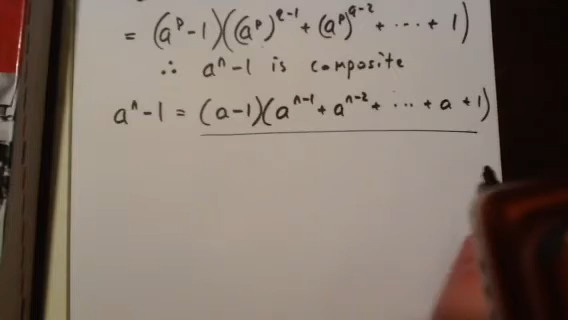 = (a^p - 1)((a^p)^{q-1} + (a^p)^{q-2} + ... + 1)
∴ a^n - 1 is composite
a^n - 1 = (a-1)(a^{n-1} + a^{n-2} + ... + a + 1)